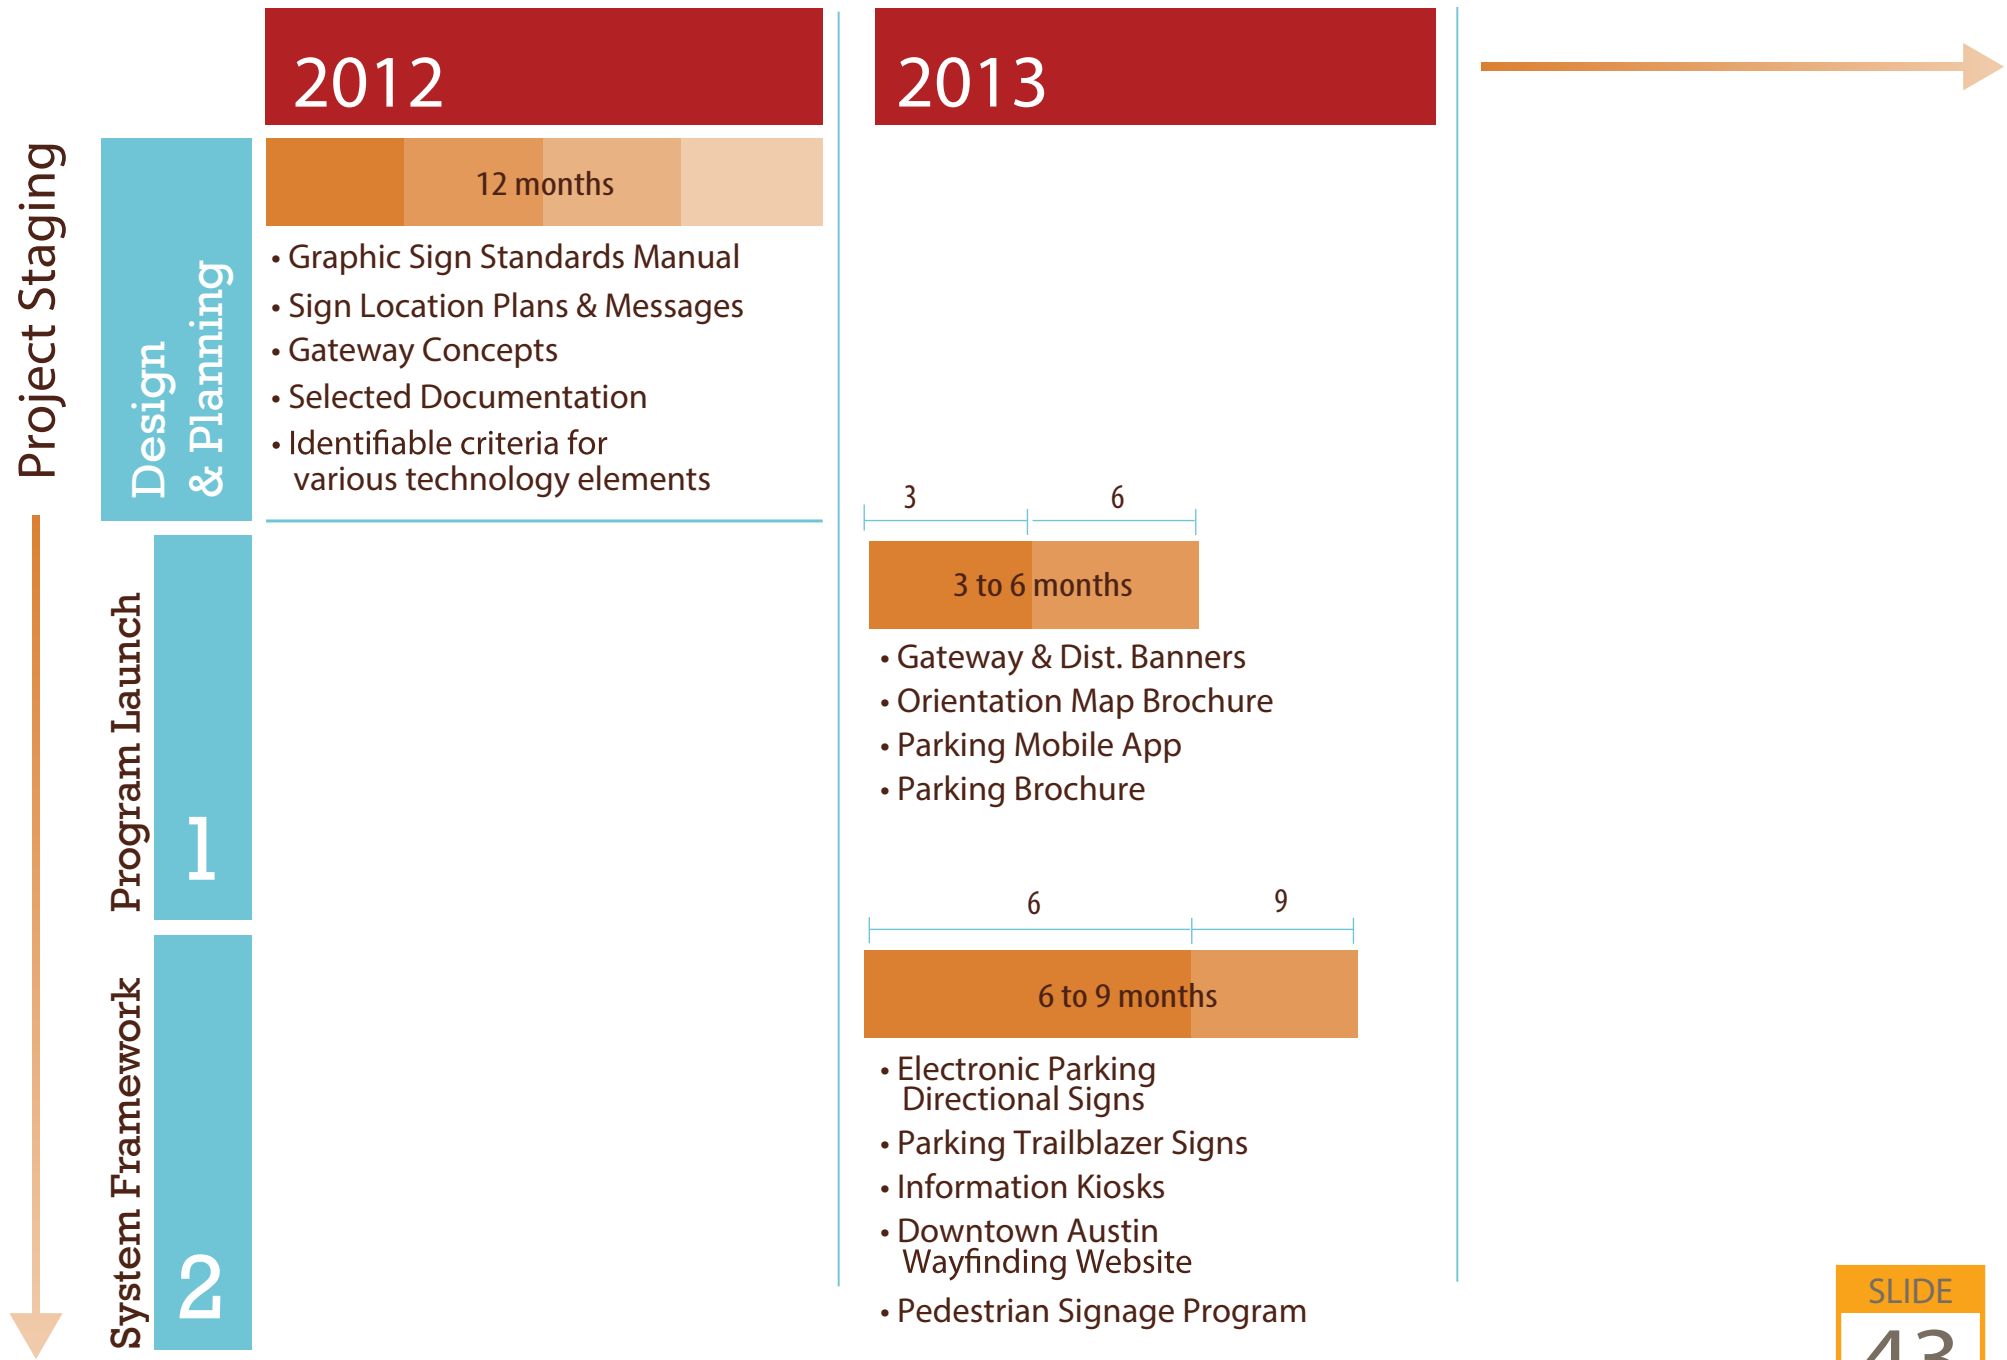 2012
2013
Project Staging
Design
& Planning
12 months
• Graphic Sign Standards Manual
• Sign Location Plans & Messages
• Gateway Concepts
• Selected Documentation
• Identifiable criteria for
various technology elements
Program Launch
1
3 6
3 to 6 months
• Gateway & Dist. Banners
• Orientation Map Brochure
• Parking Mobile App
• Parking Brochure
System Framework
2
6 9
6 to 9 months
• Electronic Parking
Directional Signs
• Parking Trailblazer Signs
• Information Kiosks
• Downtown Austin
Wayfinding Website
• Pedestrian Signage Program
SLIDE
43